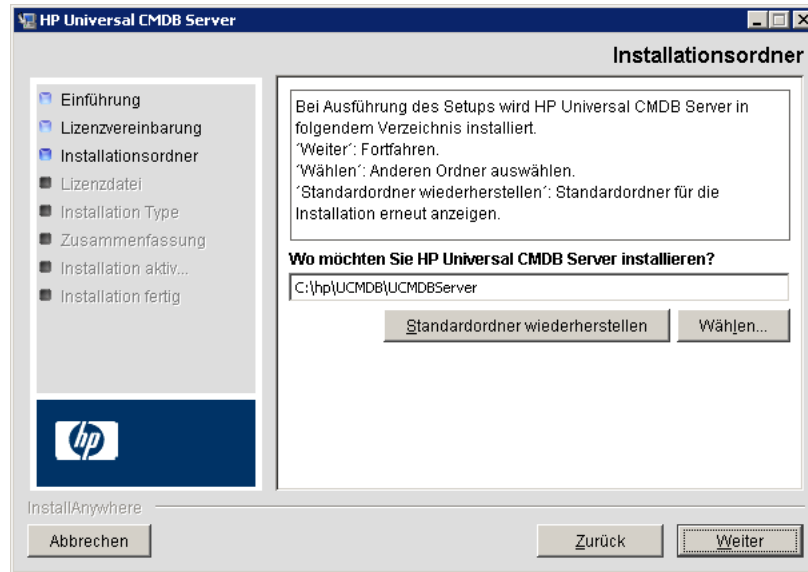 HP Universal CMDB Server
Installationsordner
Einführung
Lizenzvereinbarung
Installationsordner
Lizenzdatei
Installation Type
Zusammenfassung
Installation aktiv...
Installation fertig
Bei Ausführung des Setups wird HP Universal CMDB Server in
folgendem Verzeichnis installiert.
´Weiter´: Fortfahren.
´Wählen´: Anderen Ordner auswählen.
´Standardordner wiederherstellen´: Standardordner für die
Installation erneut anzeigen.
Wo möchten Sie HP Universal CMDB Server installieren?
C:\hp\UCMDB\UCMDBServer
Standardordner wiederherstellen
Wählen...
hp
InstallAnywhere
Abbrechen
Zurück
Weiter